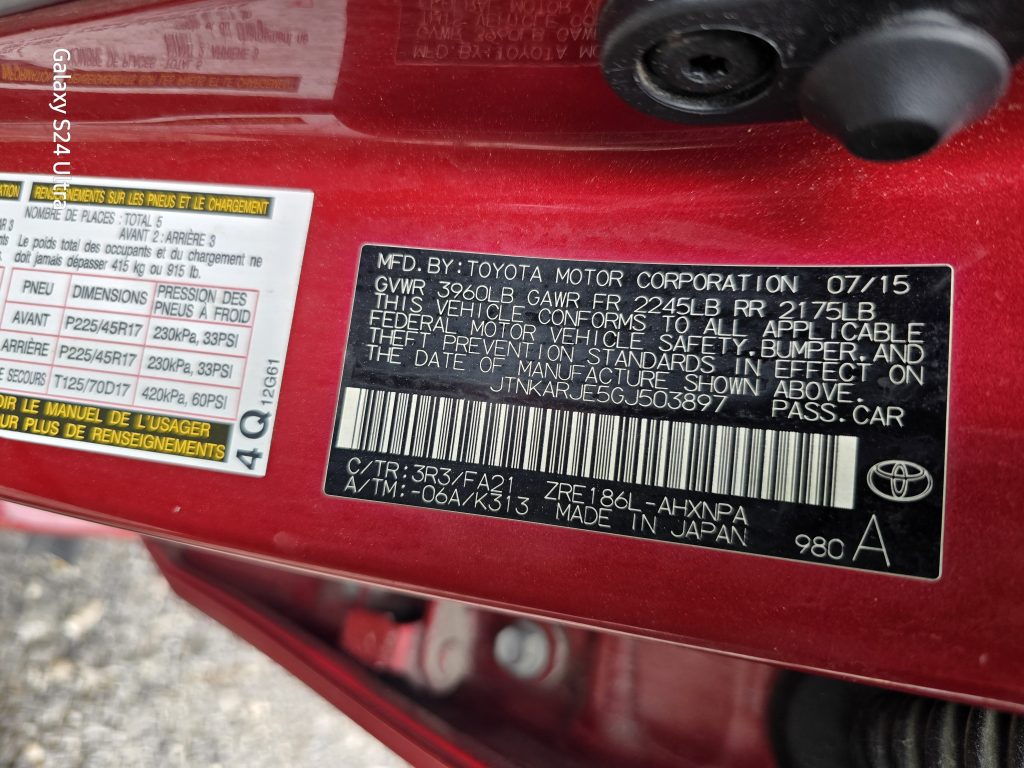 Galaxy S24 Ultra
ATION
RENSEIGNEMENTS SUR LES PNEUS ET LE CHARGEMENT
NOMBRE DE PLACES : TOTAL 5
AVANT 2 : ARRIÈRE 3
Le poids total des occupants et du chargement ne
doit jamais dépasser 415 kg ou 915 lb.
PNEU DIMENSIONS PRESSION DES PNEUS À FROID
AVANT P225/45R17 230kPa, 33PSI
ARRIÈRE P225/45R17 230kPa, 33PSI
SECOURS T125/70D17 420kPa, 60PSI
LE MANUEL DE L'USAGER
PLUS DE RENSEIGNEMENTS
4Q 12G61
MFD. BY: TOYOTA MOTOR CORPORATION 07/15
GVWR 3960LB GAWR FR 2245LB RR 2175LB
THIS VEHICLE CONFORMS TO ALL APPLICABLE
FEDERAL MOTOR VEHICLE SAFETY, BUMPER, AND
THEFT PREVENTION STANDARDS IN EFFECT ON
THE DATE OF MANUFACTURE SHOWN ABOVE.
JTNKARJE5GJ503897 PASS. CAR
C/TR: 3R3/FA21 ZRE186L-AHXNPA
A/TM: -06A/K313 MADE IN JAPAN
980 A